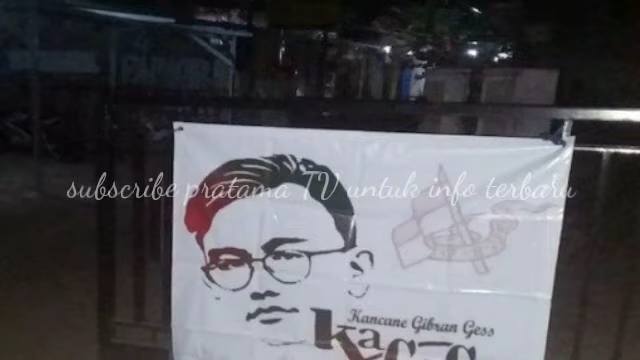 subscribe pratama TV untuk info terbaru
Kancane Gibran Gess